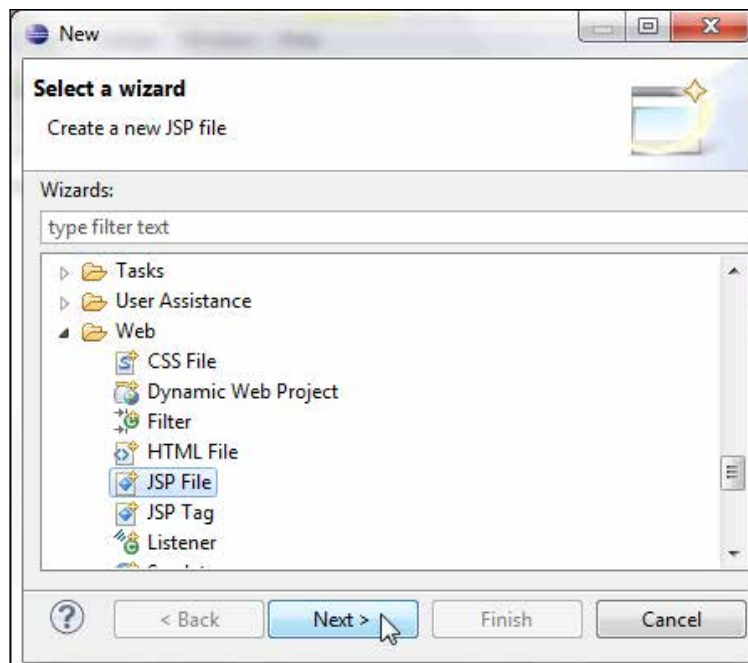 New
Select a wizard
Create a new JSP file
Wizards:
type filter text
Tasks
User Assistance
Web
CSS File
Dynamic Web Project
Filter
HTML File
JSP File
JSP Tag
Listener
< Back Next > Finish Cancel